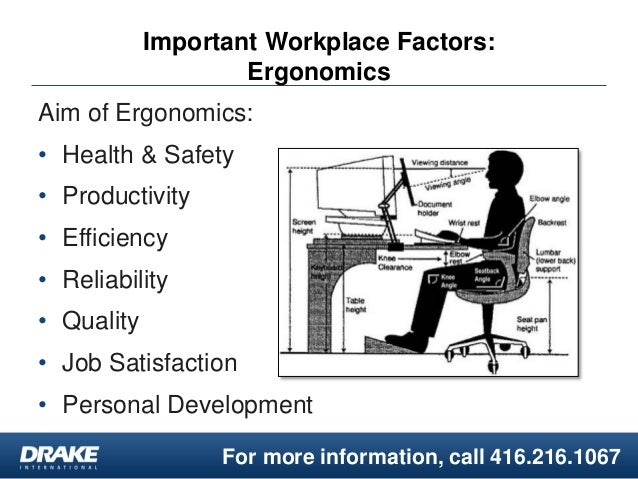 Important Workplace Factors:
Ergonomics
Aim of Ergonomics:
• Health & Safety
• Productivity
• Efficiency
• Reliability
• Quality
• Job Satisfaction
• Personal Development
Viewing distance
Viewing angle
Document
holder
Elbow angle
Screen
height
Wrist rest
Backrest
Elbow
rest
Knee
Clearance
Lumbar
(lower back)
support
Keyboard
height
Knee
Angle
Seatback
Angle
Table
height
Seat pan
height
DRAKE
INTERNATIONAL
For more information, call 416.216.1067